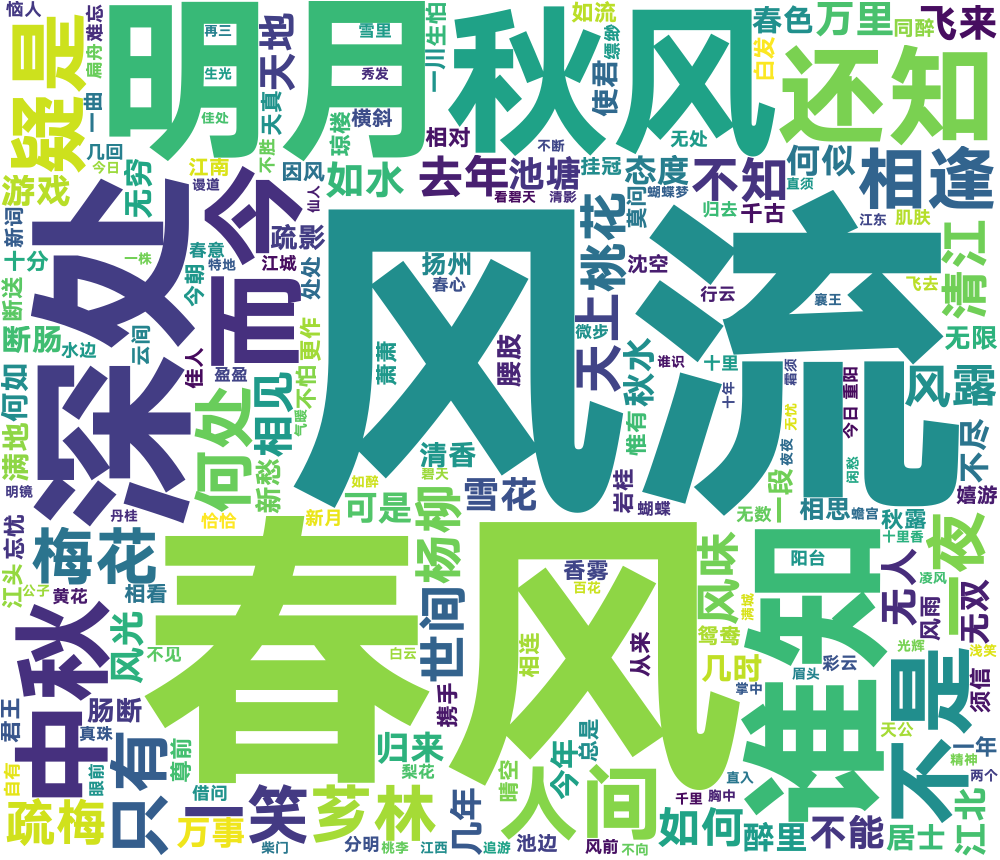 恼人
难忘
扁舟
疑是
明月
再三
生光
佳处
天地
天真
雪里
秀发
横斜
琼楼
不胜
一川
生怕
相对
秋风
如流
缥缈
使君
不断
无处
春色
白发
万里
同醉
飞来
还知
一曲
几回
今日
游戏
无穷
江南
谩道
因风
仙人
如水
去年
池塘
看碧天
清影
挂冠
态度
蝴蝶梦
莫问
不知
归去
千古
何似
直须
相逢
江东
肌肤
新词
十分
断送
深处
一株
春意
特地
今朝
而今
疏影
江城
处处
风流
扬州
春心
天上
桃花
沈空
行云
襄王
清江
飞去
无限
断肠
水边
云间
佳人
盈盈
不怕
更作
萧萧
腰肢
微步
秋水
惟有
谁识
十里
十年
霜须
无忧
夜夜
闲愁
今日
重阳
风露
不尽
嬉游
何如
满地
明镜
丹桂
何处
相见
气暖
新愁
恰恰
新月
如醉
可是
清香
碧天
雪花
岩桂
蝴蝶
无数
一段
相思
蟾宫
秋露
十里香
忘忧
江头
公子
梅花
黄花
相看
春风
杨柳
世间
白云
携手
香雾
百花
相连
从来
风味
鸳鸯
满城
几时
掌中
谁知
阳台
眉头
彩云
无人
风雨
光辉
凌风
一夜
无双
浅笑
须信
中秋
风光
不见
君王
真珠
肠断
眼前
自有
只有
尊前
归来
梨花
借问
疏梅
万事
一笑
柴门
芗林
分明
桃李
江西
几年
追游
晴空
池边
人间
今年
总是
风前
不向
千里
胸中
直入
如何
醉里
不能
不是
天公
一年
精神
两个
居士
江北